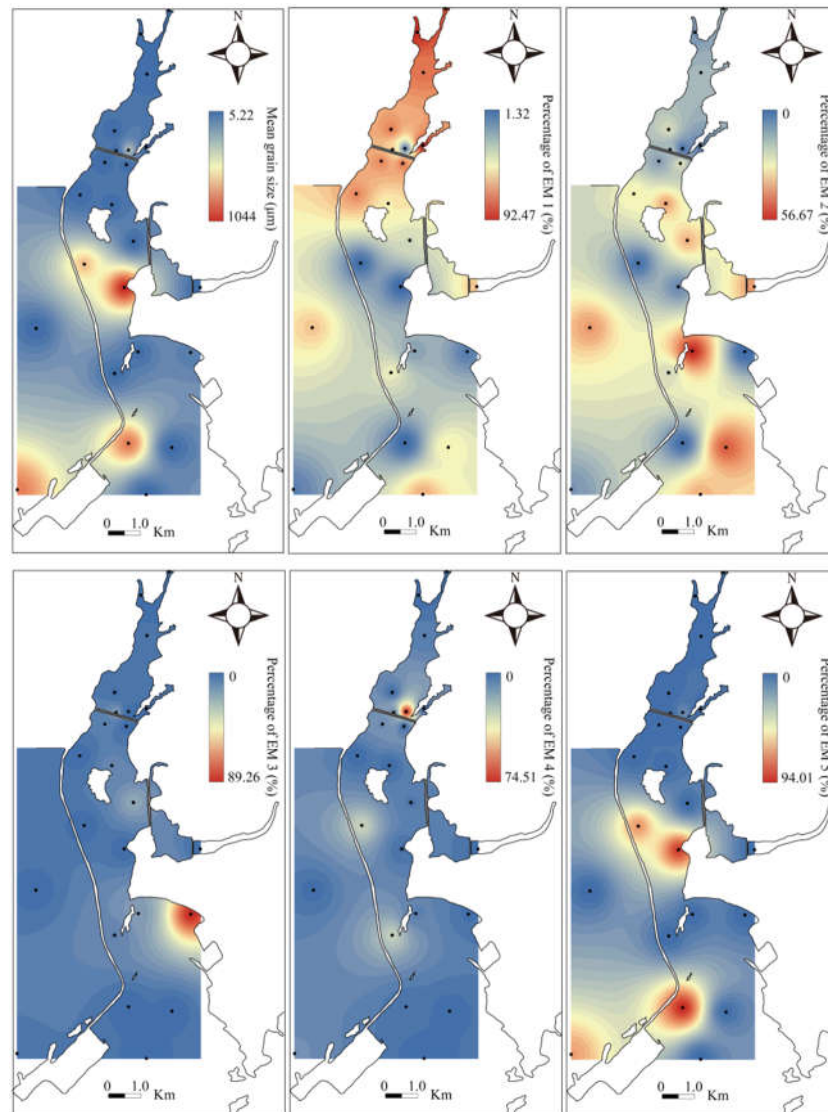 N
5.22
Mean grain size (μm)
1044
0 1.0 Km
N
1.32
Percentage of EM 1 (%)
92.47
0 1.0 Km
N
0
Percentage of EM 2 (%)
56.67
0 1.0 Km
N
0
Percentage of EM 3 (%)
89.26
0 1.0 Km
N
0
Percentage of EM 4 (%)
74.51
0 1.0 Km
N
0
Percentage of EM 5 (%)
94.01
0 1.0 Km